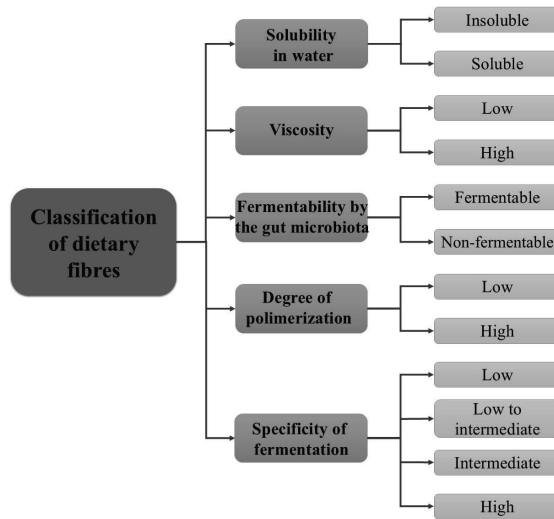 Classification
of dietary
fibres
Solubility
in water
Insoluble
Soluble
Viscosity
Low
High
Fermentability by
the gut microbiota
Fermentable
Non-fermentable
Degree of
polimerization
Low
High
Specificity of
fermentation
Low
Low to
intermediate
Intermediate
High